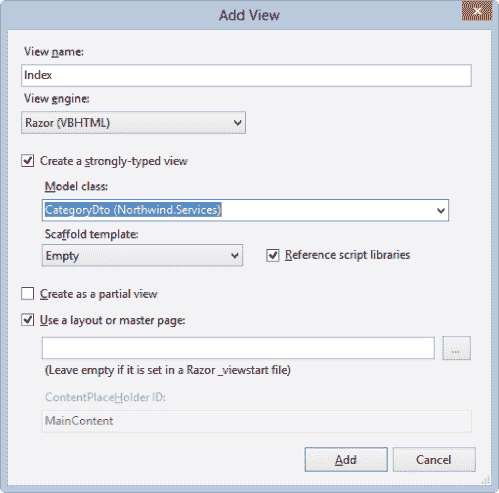 Add View
View name:
Index
View engine:
Razor (VBHTML)
Create a strongly-typed view
Model class:
CategoryDto (Northwind.Services)
Scaffold template:
Empty
Reference script libraries
Create as a partial view
Use a layout or master page:
...
(Leave empty if it is set in a Razor _viewstart file)
ContentPlaceHolder ID:
MainContent
Add
Cancel